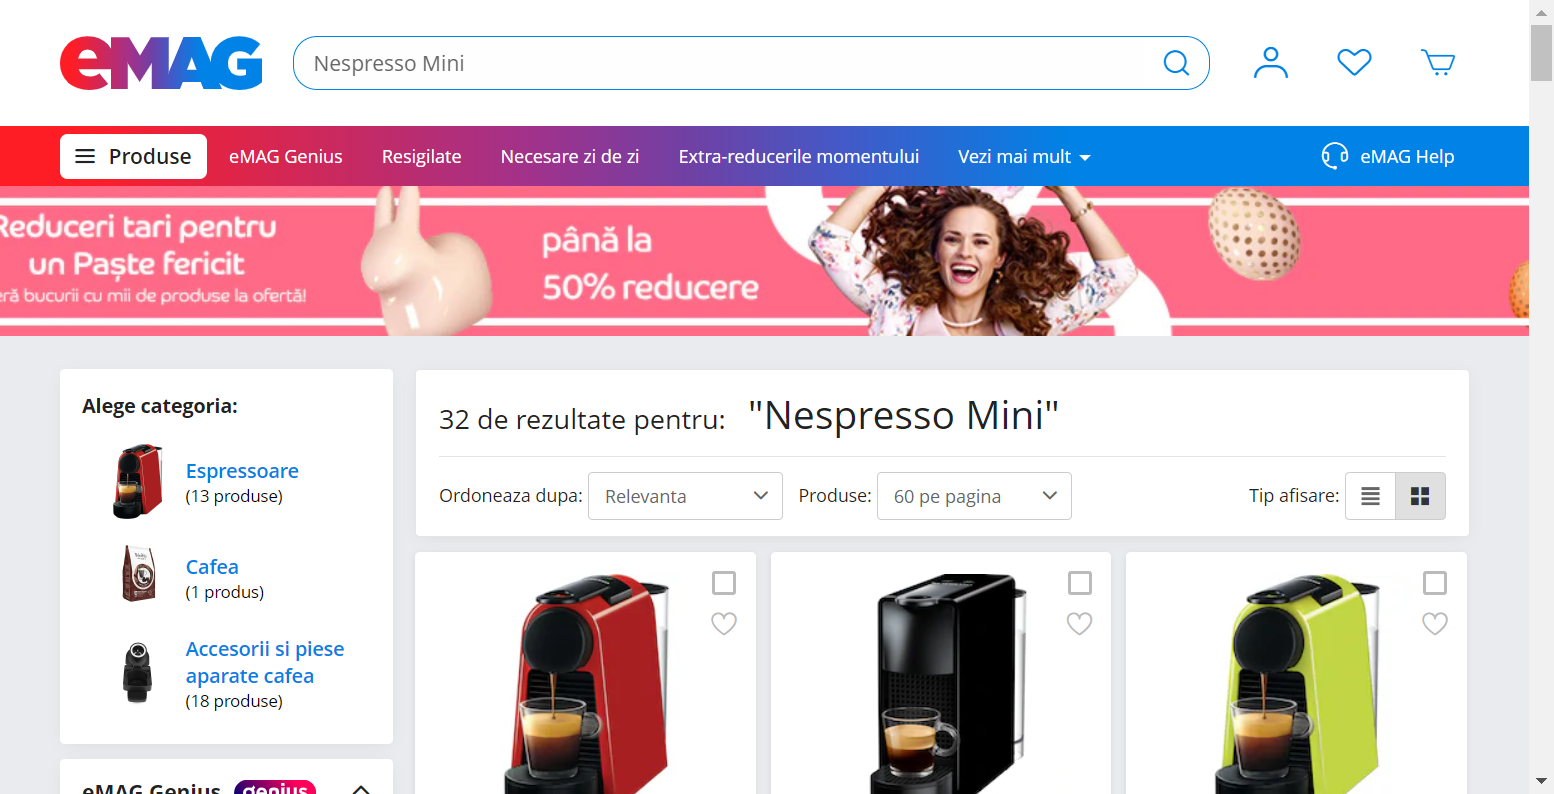 eMAG
Nespresso Mini
Produse
eMAG Genius
Resigilate
Necesare zi de zi
Extra-reducerile momentului
Vezi mai mult
eMAG Help
Reduceri tari pentru
un Paște fericit
eră bucurii cu mii de produse la ofertă!
până la
50% reducere
Alege categoria:
Espressoare
(13 produse)
Cafea
(1 produs)
Accesorii si piese
aparate cafea
(18 produse)
eMAG Genius genius
32 de rezultate pentru: "Nespresso Mini"
Ordoneaza dupa: Relevanta Produse: 60 pe pagina Tip afisare: